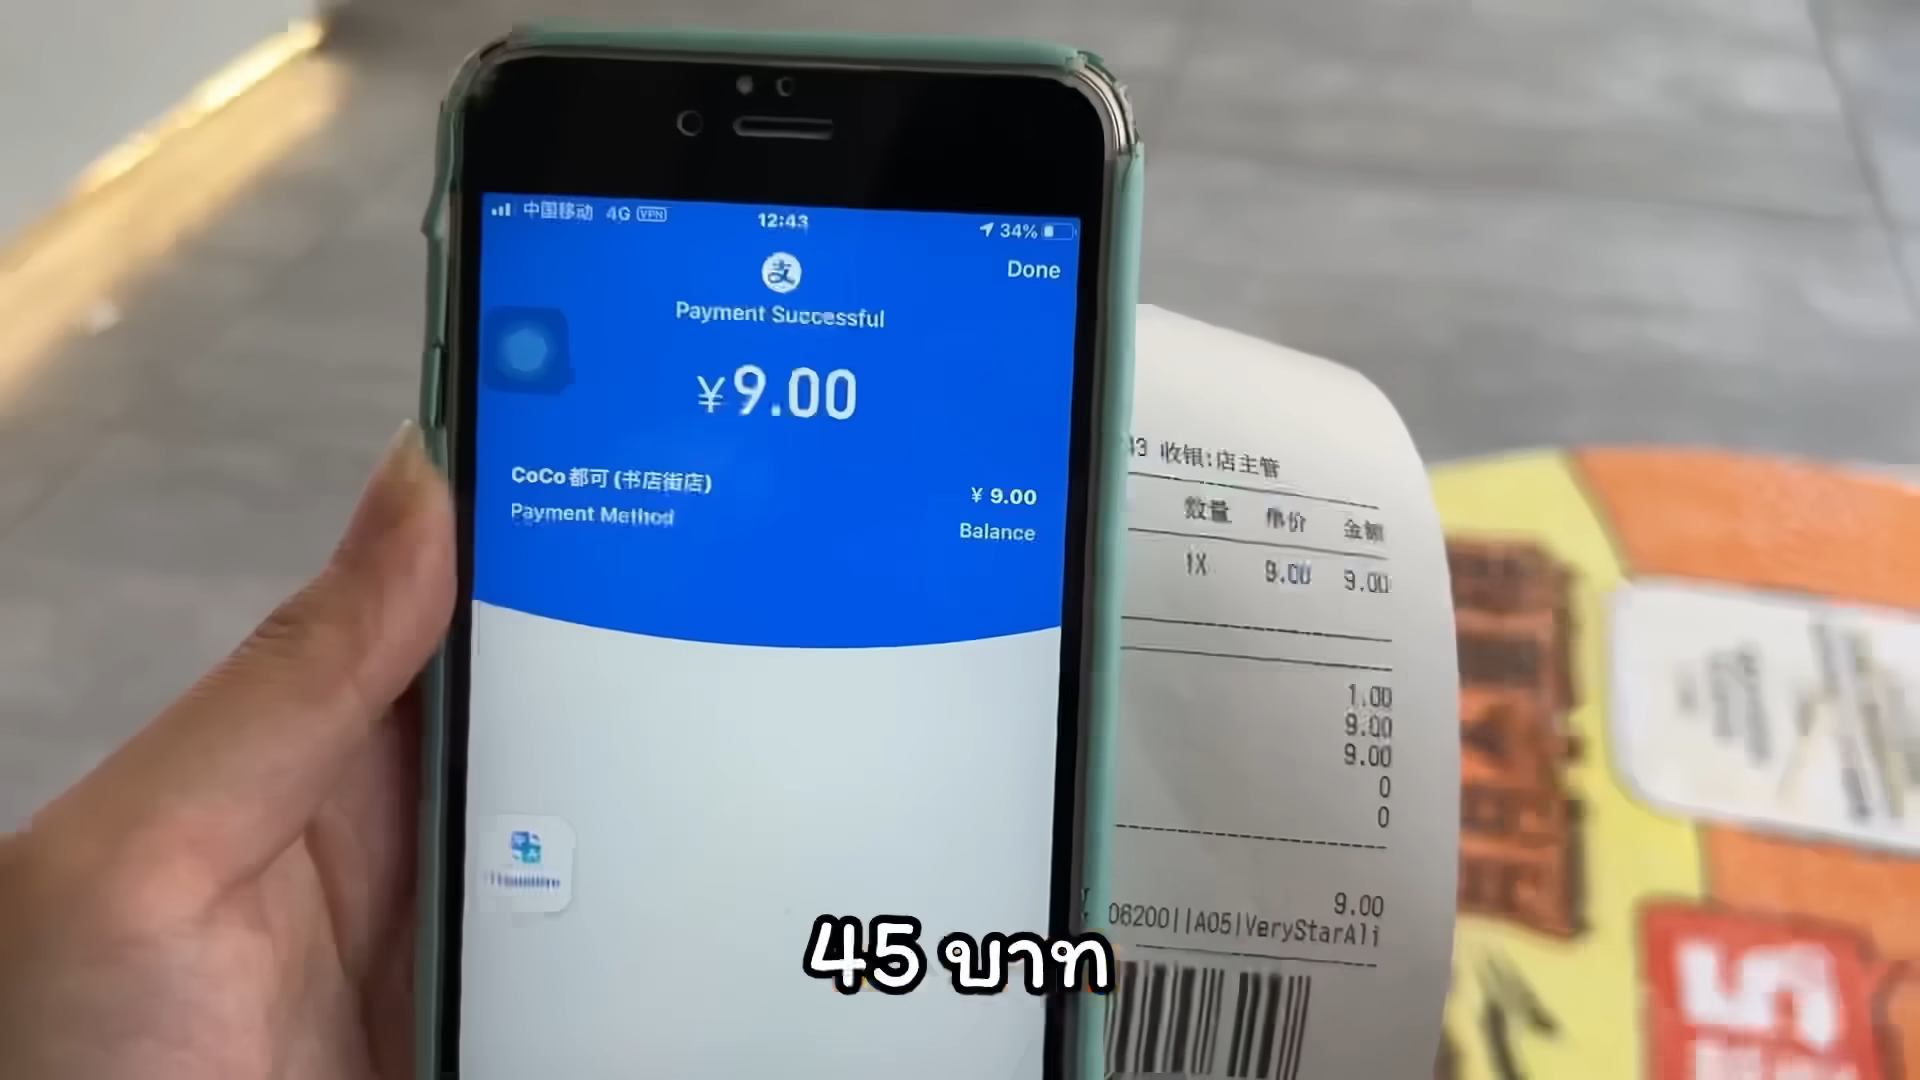 中国移动 4G VPN
12:43
34%
Done
支
Payment Successful
¥9.00
CoCo都可(书店街店)
¥ 9.00
Payment Method
Balance
43 收银:店主管
数量 单价 金额
1X 9.00 9.00
1.00
9.00
9.00
0
0
9.00
06200||A05|VeryStarAli
45 บาท